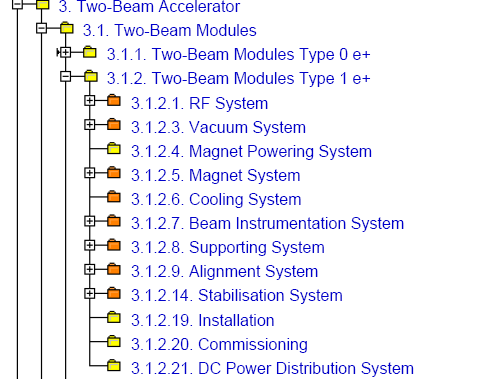 3. Two-Beam Accelerator
3.1. Two-Beam Modules
3.1.1. Two-Beam Modules Type 0 e+
3.1.2. Two-Beam Modules Type 1 e+
3.1.2.1. RF System
3.1.2.3. Vacuum System
3.1.2.4. Magnet Powering System
3.1.2.5. Magnet System
3.1.2.6. Cooling System
3.1.2.7. Beam Instrumentation System
3.1.2.8. Supporting System
3.1.2.9. Alignment System
3.1.2.14. Stabilisation System
3.1.2.19. Installation
3.1.2.20. Commissioning
3.1.2.21. DC Power Distribution System